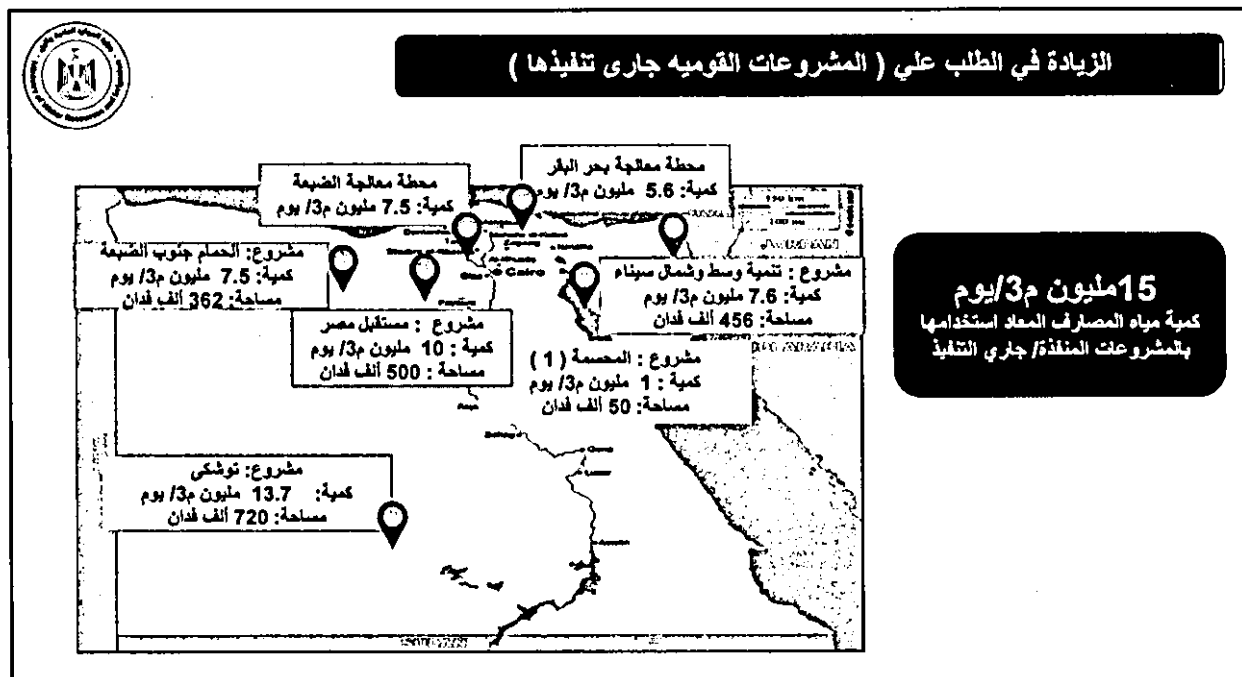 الزيادة في الطلب علي ( المشروعات القوميه جارى تنفيذها )
محطة معالجة بحر البقر
كمية: 5.6 مليون م3/ يوم
محطة معالجة الضبعة
كمية: 7.5 مليون م3/ يوم
مشروع : تنمية وسط وشمال سيناء
كمية: 7.6 مليون م3/ يوم
مساحة: 456 ألف فدان
مشروع: الحمام جنوب الضبعة
كمية: 7.5 مليون م3/ يوم
مساحة: 362 ألف فدان
مشروع : مستقبل مصر
كمية : 10 مليون م3/ يوم
مساحة : 500 ألف فدان
مشروع : المحسمة ( 1 )
كمية : 1 مليون م3/ يوم
مساحة: 50 ألف فدان
مشروع: توشكى
كمية: 13.7 مليون م3/ يوم
مساحة: 720 ألف فدان
15مليون م3/يوم
كمية مياه المصارف المعاد استخدامها
بالمشروعات المنفذة/ جاري التنفيذ
Cairo